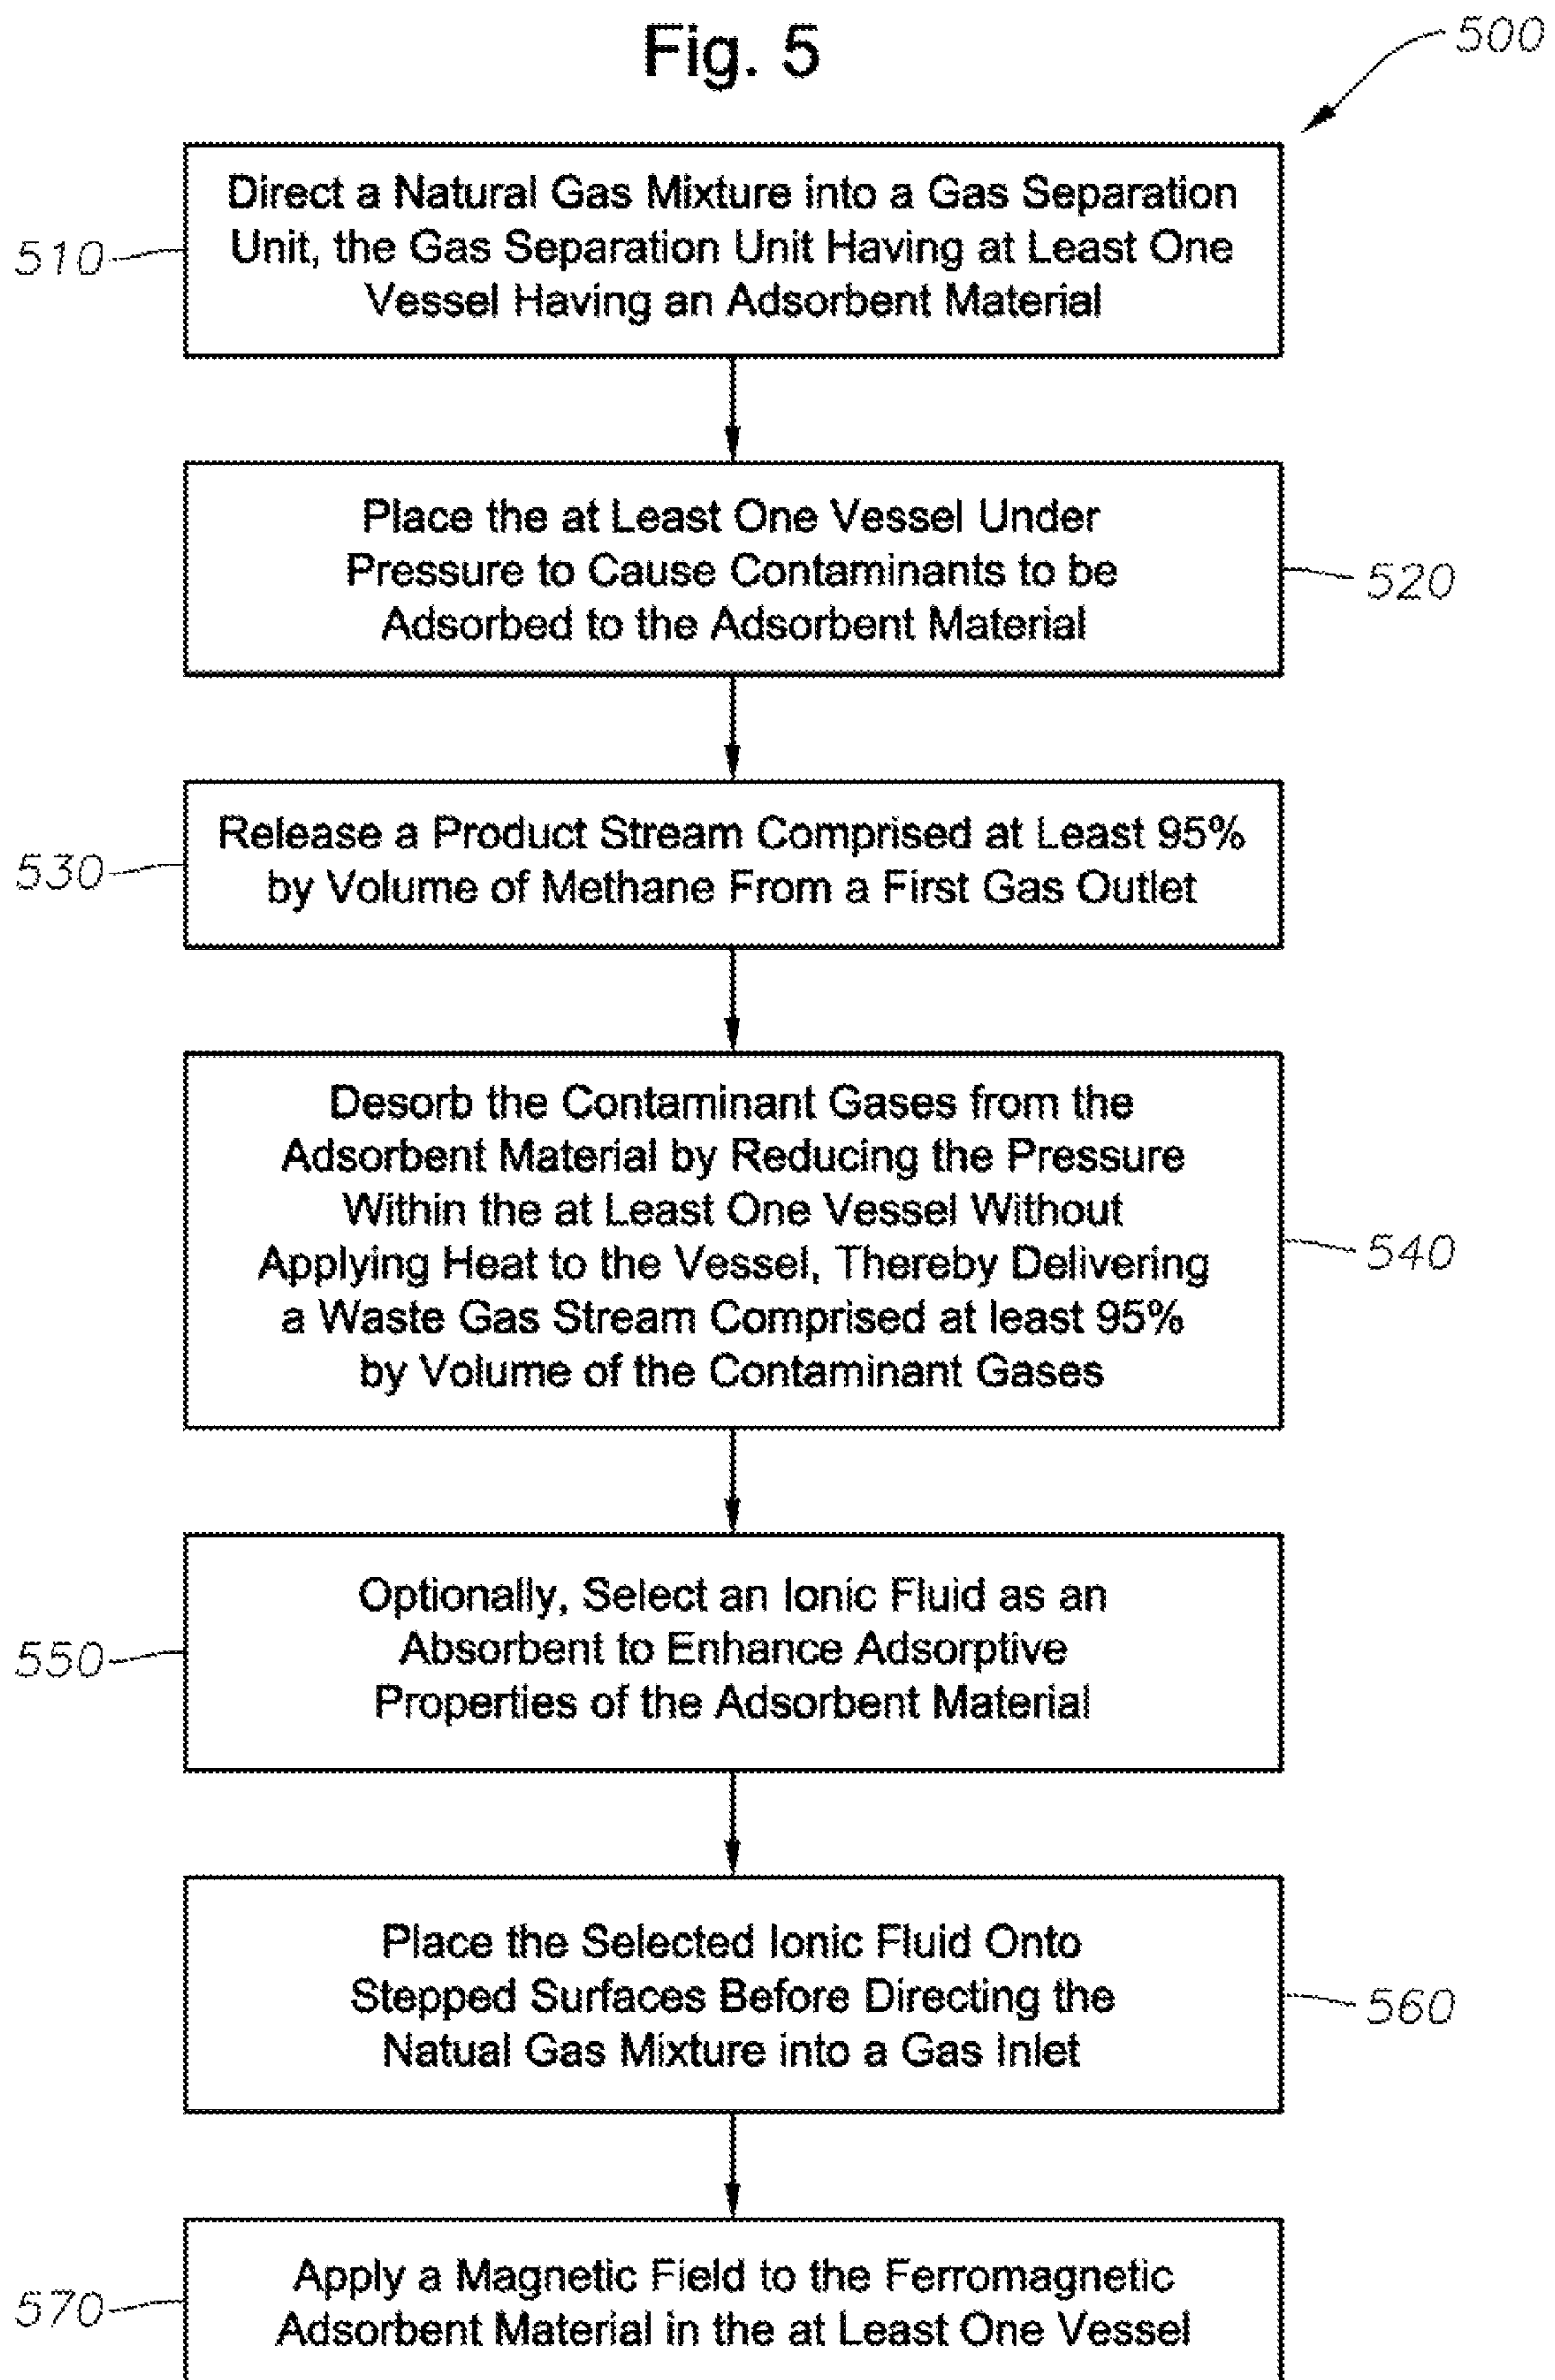 Fig. 5
500
Direct a Natural Gas Mixture into a Gas Separation
Unit, the Gas Separation Unit Having at Least One
Vessel Having an Adsorbent Material
510
Place the at Least One Vessel Under
Pressure to Cause Contaminants to be
Adsorbed to the Adsorbent Material
520
Release a Product Stream Comprised at Least 95%
by Volume of Methane From a First Gas Outlet
530
Desorb the Contaminant Gases from the
Adsorbent Material by Reducing the Pressure
Within the at Least One Vessel Without
Applying Heat to the Vessel, Thereby Delivering
a Waste Gas Stream Comprised at least 95%
by Volume of the Contaminant Gases
540
Optionally, Select an Ionic Fluid as an
Absorbent to Enhance Adsorptive
Properties of the Adsorbent Material
550
Place the Selected Ionic Fluid Onto
Stepped Surfaces Before Directing the
Natual Gas Mixture into a Gas Inlet
560
Apply a Magnetic Field to the Ferromagnetic
Adsorbent Material in the at Least One Vessel
570